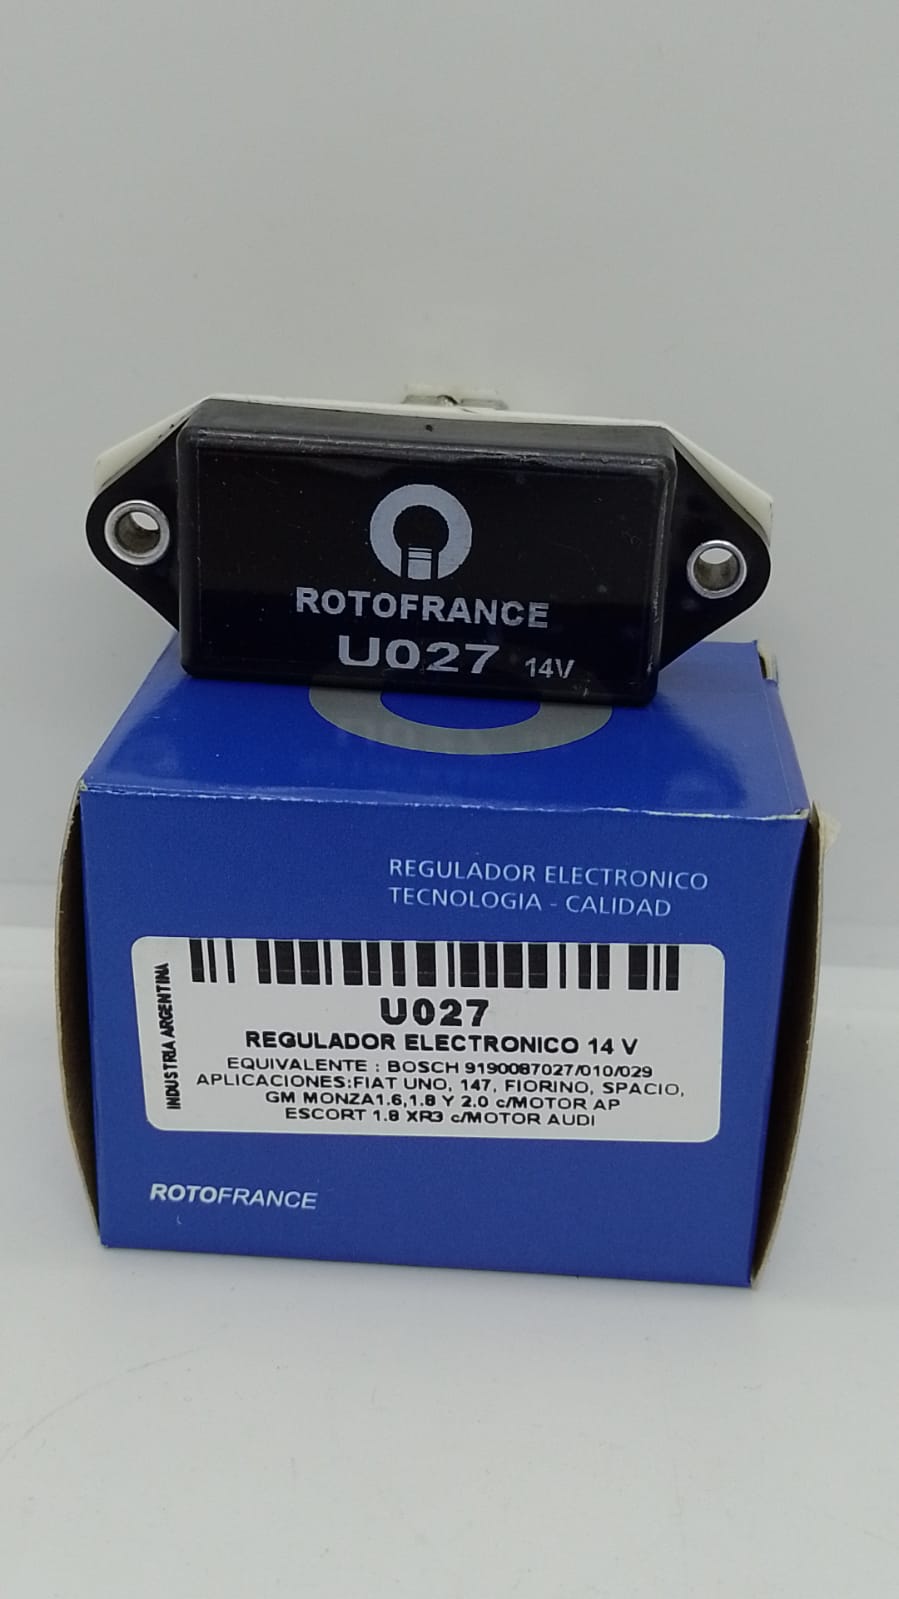 ROTOFRANCE
U027 14V
REGULADOR ELECTRONICO
TECNOLOGIA - CALIDAD
INDUSTRIA ARGENTINA
U027
REGULADOR ELECTRONICO 14 V
EQUIVALENTE : BOSCH 9190087027/010/029
APLICACIONES:FIAT UNO, 147, FIORINO, SPACIO,
GM MONZA1.6,1.8 Y 2.0 c/MOTOR AP
ESCORT 1.8 XR3 c/MOTOR AUDI
ROTOFRANCE